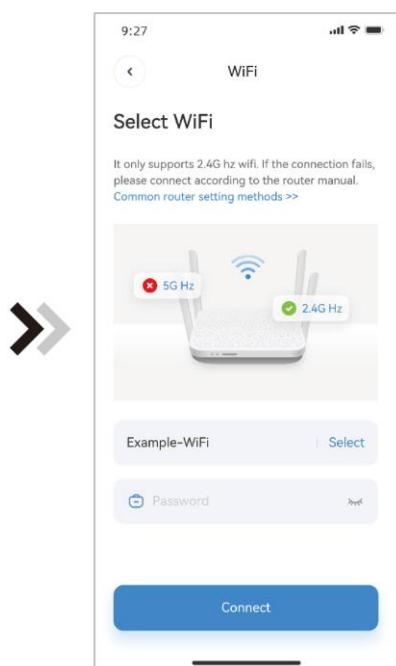 9:27
WiFi
Select WiFi
It only supports 2.4G hz wifi. If the connection fails,
please connect according to the router manual.
Common router setting methods >>
5G Hz
2.4G Hz
Example-WiFi
Select
Password
Connect